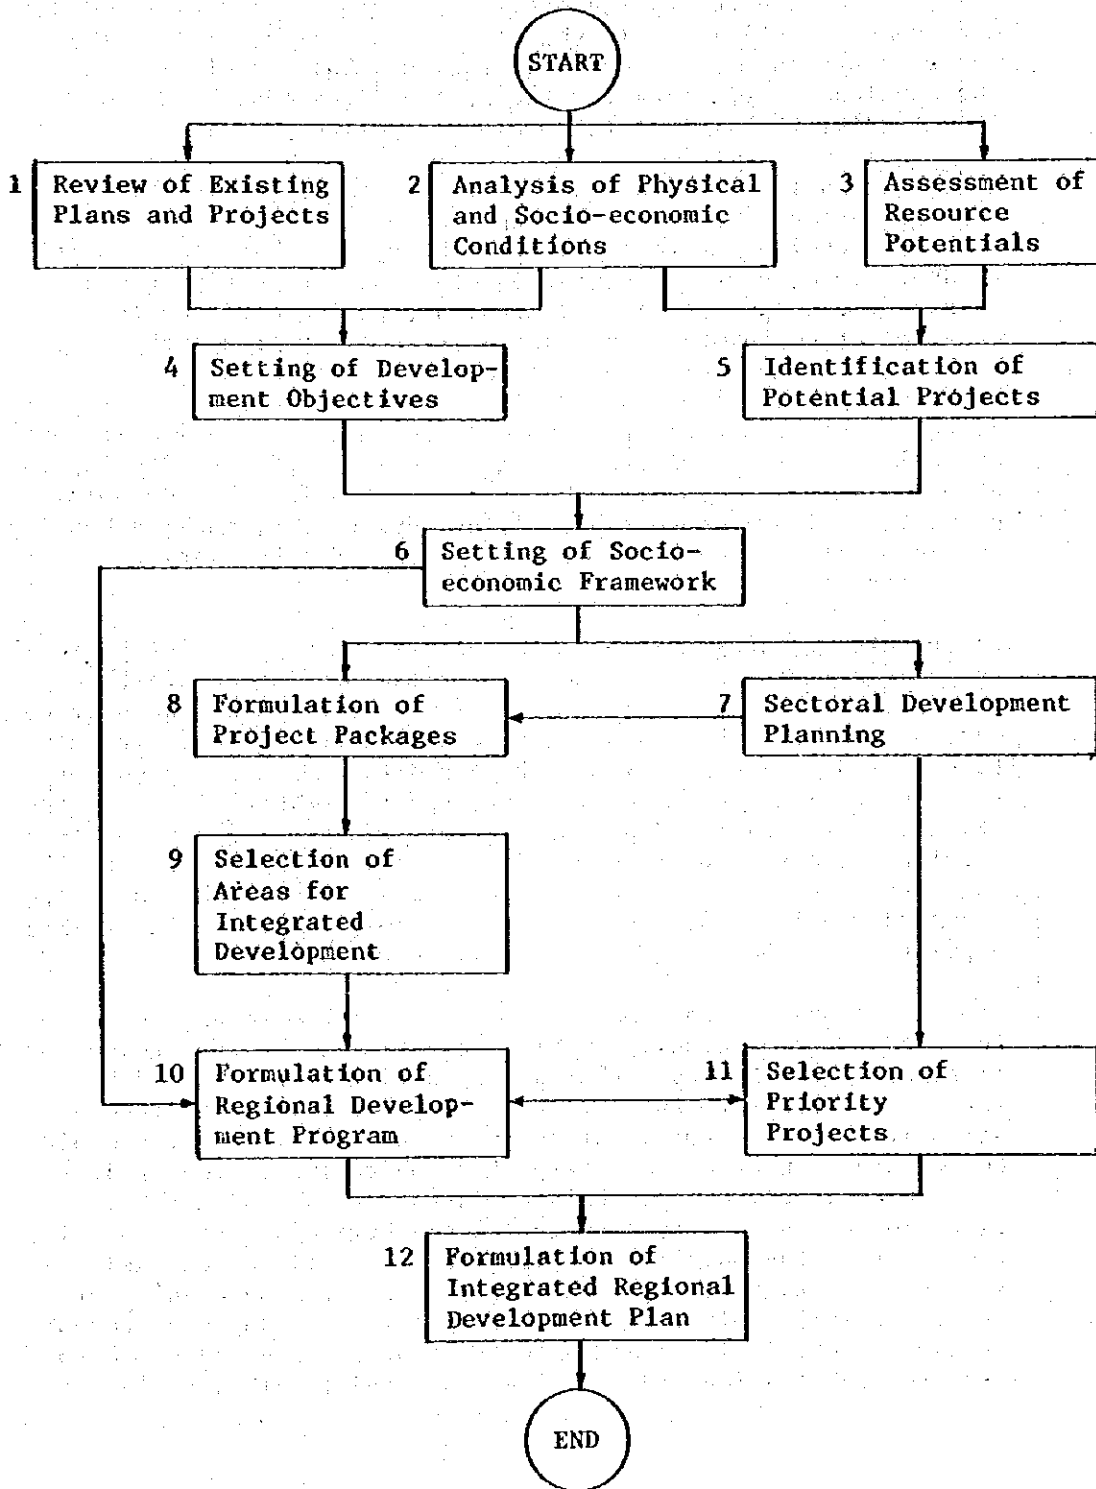 START
1
Review of Existing
Plans and Projects
2
Analysis of Physical
and Socio-economic
Conditions
3
Assessment of
Resource
Potentials
4
Setting of Develop-
ment Objectives
5
Identification of
Potential Projects
6
Setting of Socio-
economic Framework
8
Formulation of
Project Packages
7
Sectoral Development
Planning
9
Selection of
Areas for
Integrated
Development
10
Formulation of
Regional Develop-
ment Program
11
Selection of
Priority
Projects
12
Formulation of
Integrated Regional
Development Plan
END